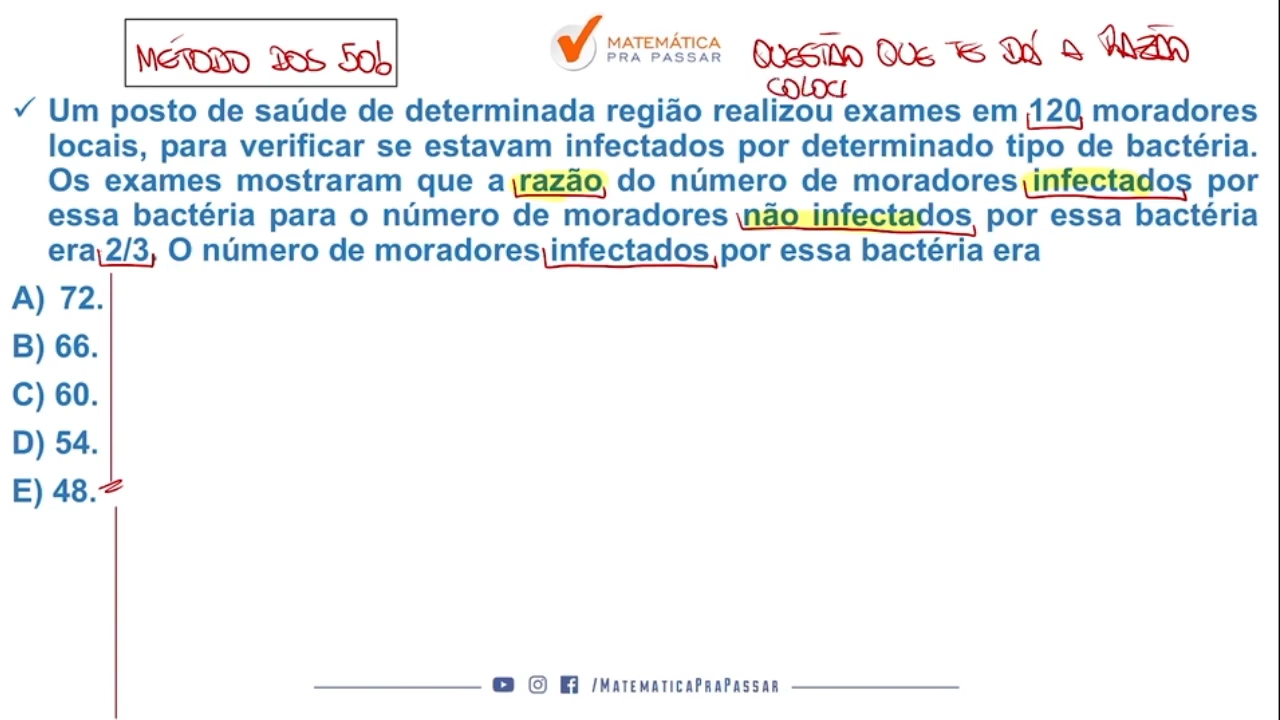 MÉTODO DOS 50%
MATEMÁTICA
PRA PASSAR
QUESTÃO QUE TE DÁ A RAZÃO
COLOC
✓ Um posto de saúde de determinada região realizou exames em 120 moradores
locais, para verificar se estavam infectados por determinado tipo de bactéria.
Os exames mostraram que a razão do número de moradores infectados por
essa bactéria para o número de moradores não infectados por essa bactéria
era 2/3. O número de moradores infectados por essa bactéria era
A) 72.
B) 66.
C) 60.
D) 54.
E) 48.
/MATEMATICAPRAPASSAR